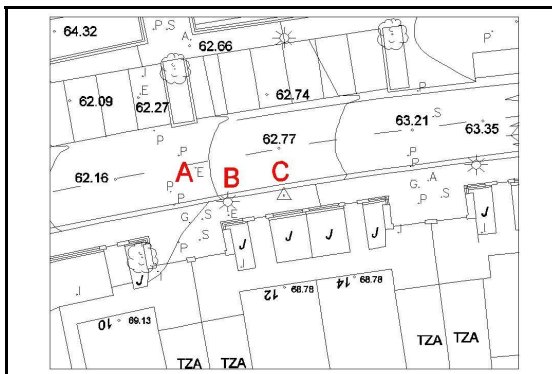 64.32
P S
A
62.66
P
J
E
P
62.09
62.27
62.74
S
P
62.77
63.21
63.35
P
P
62.16
P
A
E
B
C
P
P
P
G
A
P
S
P
G
S
E
P
S
J
J
J
J
J
J
12 68.78
14 68.78
10 69.13
TZA
TZA
TZA
TZA